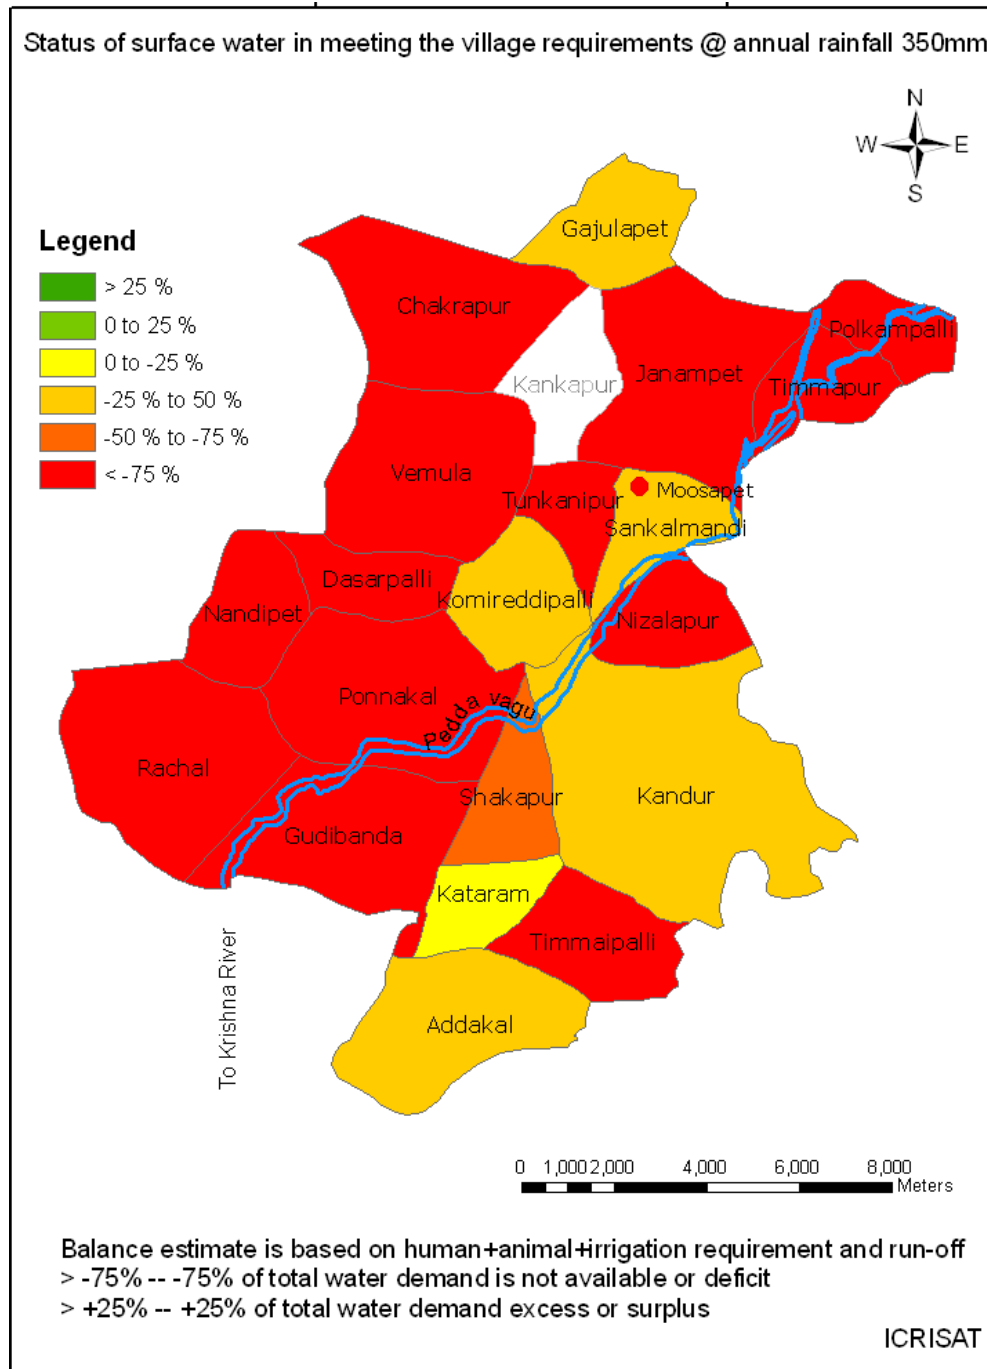 Status of surface water in meeting the village requirements @ annual rainfall 350mm
N
W
E
S
Legend
> 25 %
0 to 25 %
0 to -25 %
-25 % to 50 %
-50 % to -75 %
< -75 %
Gajulapet
Chakrapur
Polkampalli
Janampet
Kankapur
Timmapur
Vemula
Tunkanipur
Moosapet
Sankalmandi
Dasarpalli
Komireddipalli
Nandipet
Nizalapur
Ponnakal
Pedda vagu
Rachal
Shakapur
Kandur
Gudibanda
Kataram
Timmaipalli
To Krishna River
Addakal
0 1,000 2,000 4,000 6,000 8,000
Meters
Balance estimate is based on human+animal+irrigation requirement and run-off
> -75% -- -75% of total water demand is not available or deficit
> +25% -- +25% of total water demand excess or surplus
ICRISAT